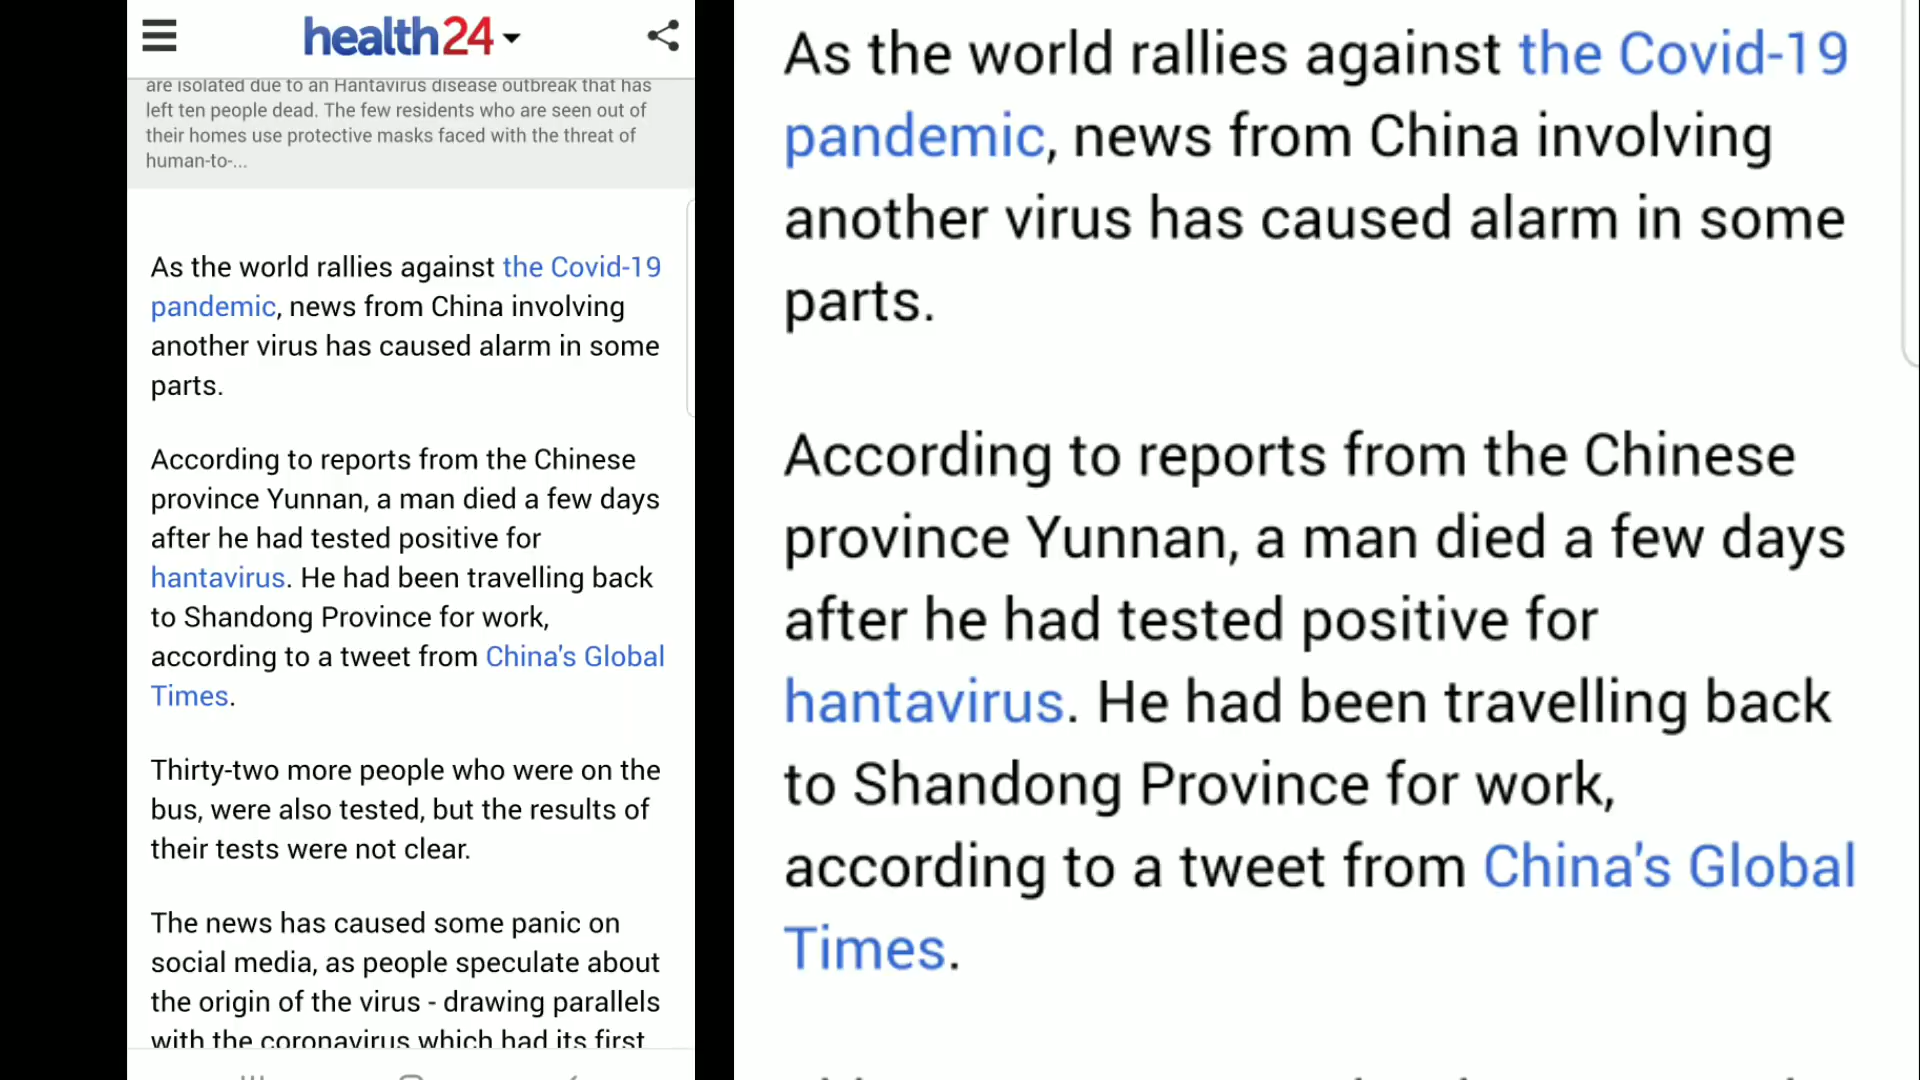 health24
are isolated due to an Hantavirus disease outbreak that has
left ten people dead. The few residents who are seen out of
their homes use protective masks faced with the threat of
human-to-...
As the world rallies against the Covid-19
pandemic, news from China involving
another virus has caused alarm in some
parts.
According to reports from the Chinese
province Yunnan, a man died a few days
after he had tested positive for
hantavirus. He had been travelling back
to Shandong Province for work,
according to a tweet from China's Global
Times.
Thirty-two more people who were on the
bus, were also tested, but the results of
their tests were not clear.
The news has caused some panic on
social media, as people speculate about
the origin of the virus - drawing parallels
with the coronavirus which had its first
As the world rallies against the Covid-19
pandemic, news from China involving
another virus has caused alarm in some
parts.
According to reports from the Chinese
province Yunnan, a man died a few days
after he had tested positive for
hantavirus. He had been travelling back
to Shandong Province for work,
according to a tweet from China's Global
Times.